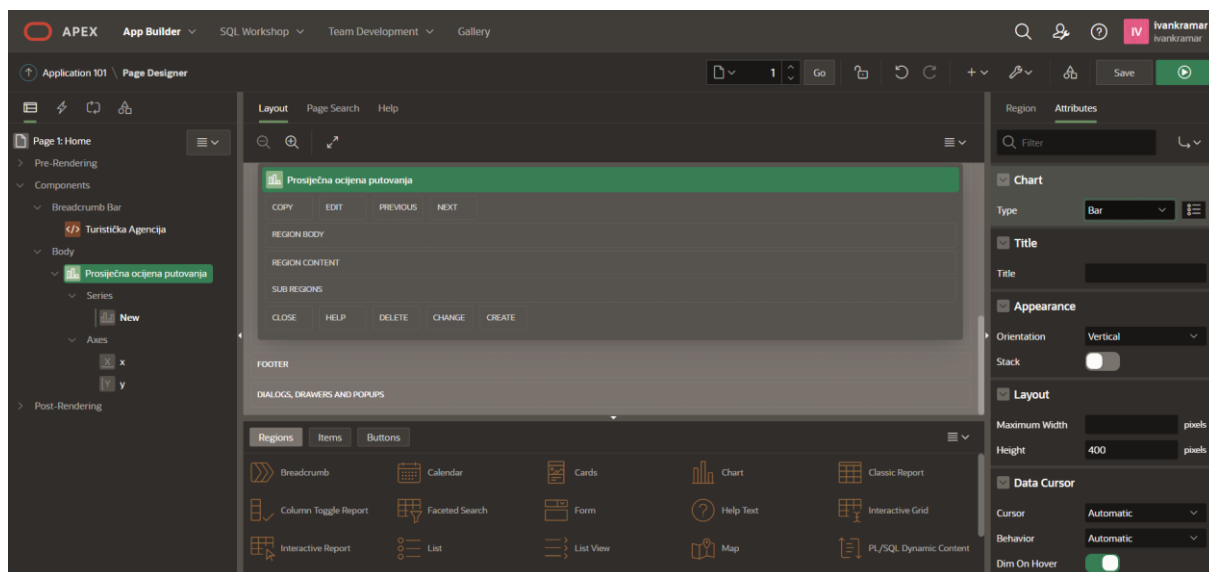 APEX App Builder SQL Workshop Team Development Gallery IV ivankramar
ivankramar
Application 101 \ Page Designer 1 Go Save
Layout Page Search Help
Region Attributes
Page 1: Home
Filter
Pre-Rendering
Components
Breadcrumb Bar
</> Turistička Agencija
Body
Prosiječna ocijena putovanja
Series
New
Axes
X x
Y y
Post-Rendering
Prosiječna ocijena putovanja
COPY EDIT PREVIOUS NEXT
REGION BODY
REGION CONTENT
SUB REGIONS
CLOSE HELP DELETE CHANGE CREATE
FOOTER
DIALOGS, DRAWERS AND POPUPS
Regions Items Buttons
Breadcrumb Calendar Cards Chart Classic Report
Column Toggle Report Faceted Search Form Help Text Interactive Grid
Interactive Report List List View Map PL/SQL Dynamic Content
Chart
Type Bar
Title
Title
Appearance
Orientation Vertical
Stack
Layout
Maximum Width pixels
Height 400 pixels
Data Cursor
Cursor Automatic
Behavior Automatic
Dim On Hover